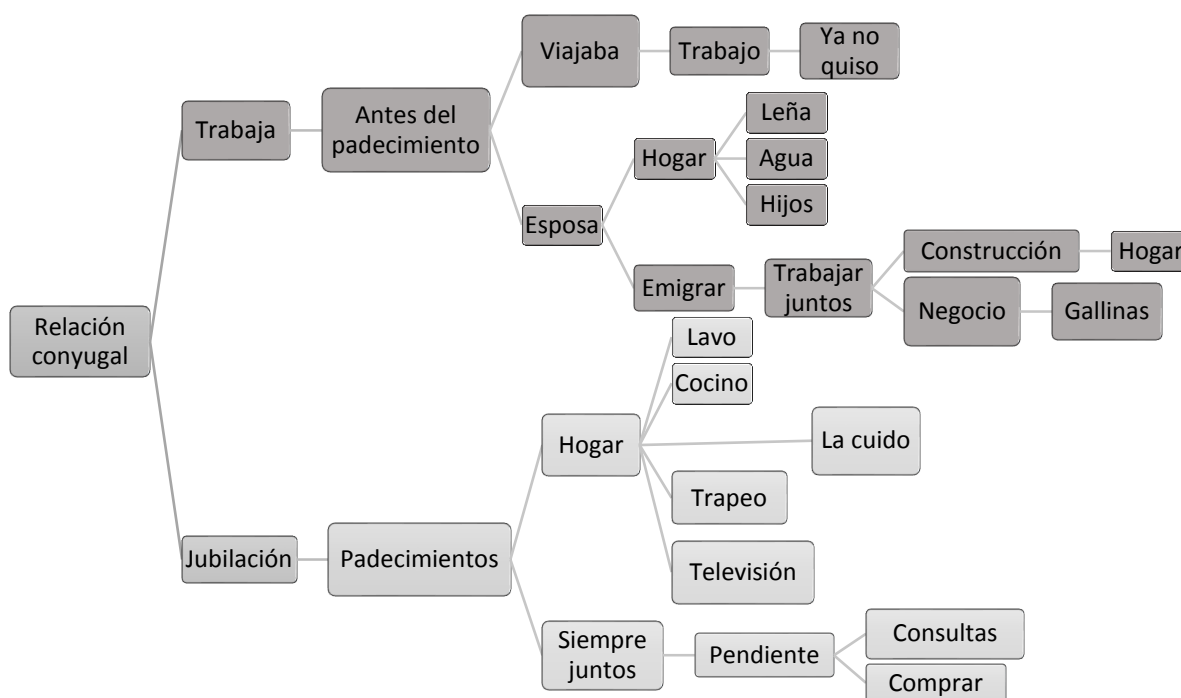 Relación
conyugal
Trabaja
Antes del
padecimiento
Viajaba
Trabajo
Ya no
quiso
Esposa
Hogar
Leña
Agua
Hijos
Emigrar
Trabajar
juntos
Construcción
Hogar
Negocio
Gallinas
Jubilación
Padecimientos
Hogar
Lavo
Cocino
La cuido
Trapeo
Televisión
Siempre
juntos
Pendiente
Consultas
Comprar